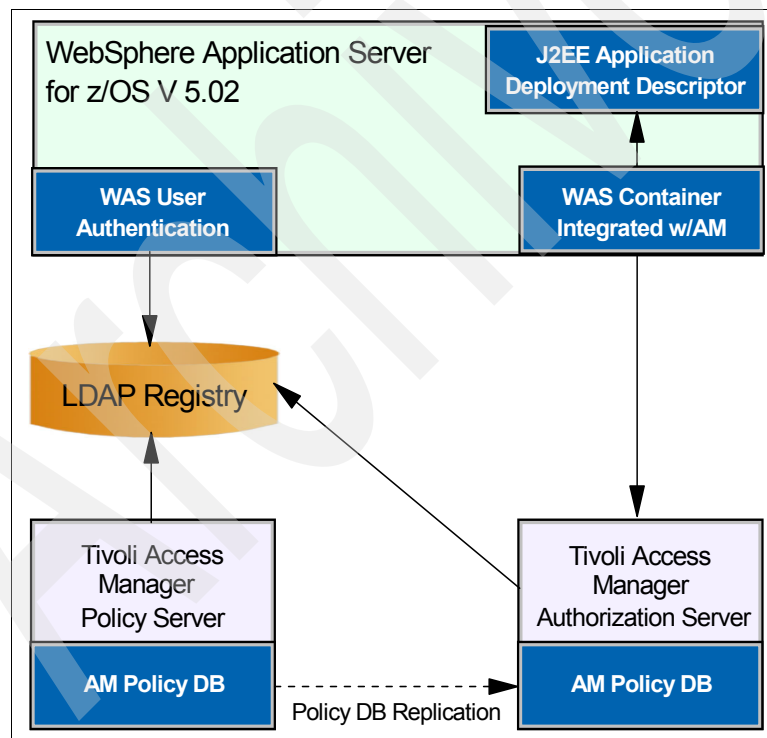 WebSphere Application Server
for z/OS V 5.02
J2EE Application
Deployment Descriptor
WAS User
Authentication
WAS Container
Integrated w/AM
LDAP Registry
Tivoli Access
Manager
Policy Server
AM Policy DB
Policy DB Replication
Tivoli Access
Manager
Authorization Server
AM Policy DB